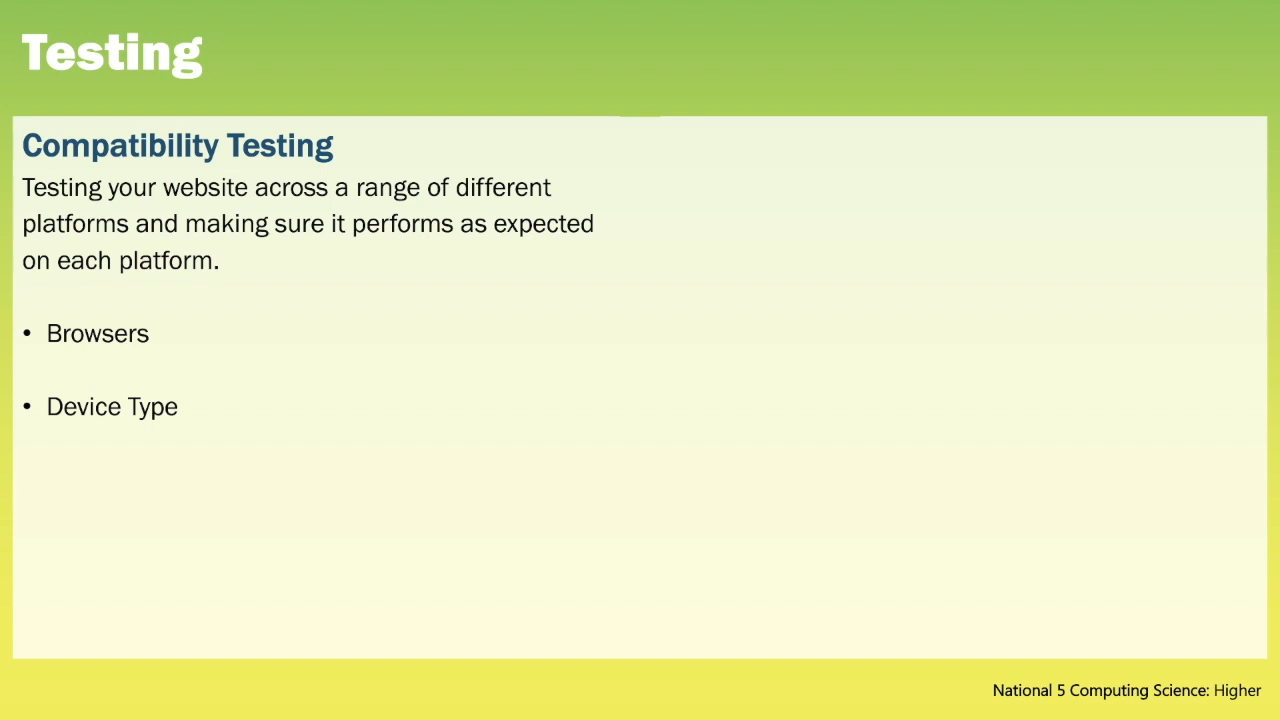 Testing
Compatibility Testing
Testing your website across a range of different
platforms and making sure it performs as expected
on each platform.
• Browsers
• Device Type
National 5 Computing Science: Higher